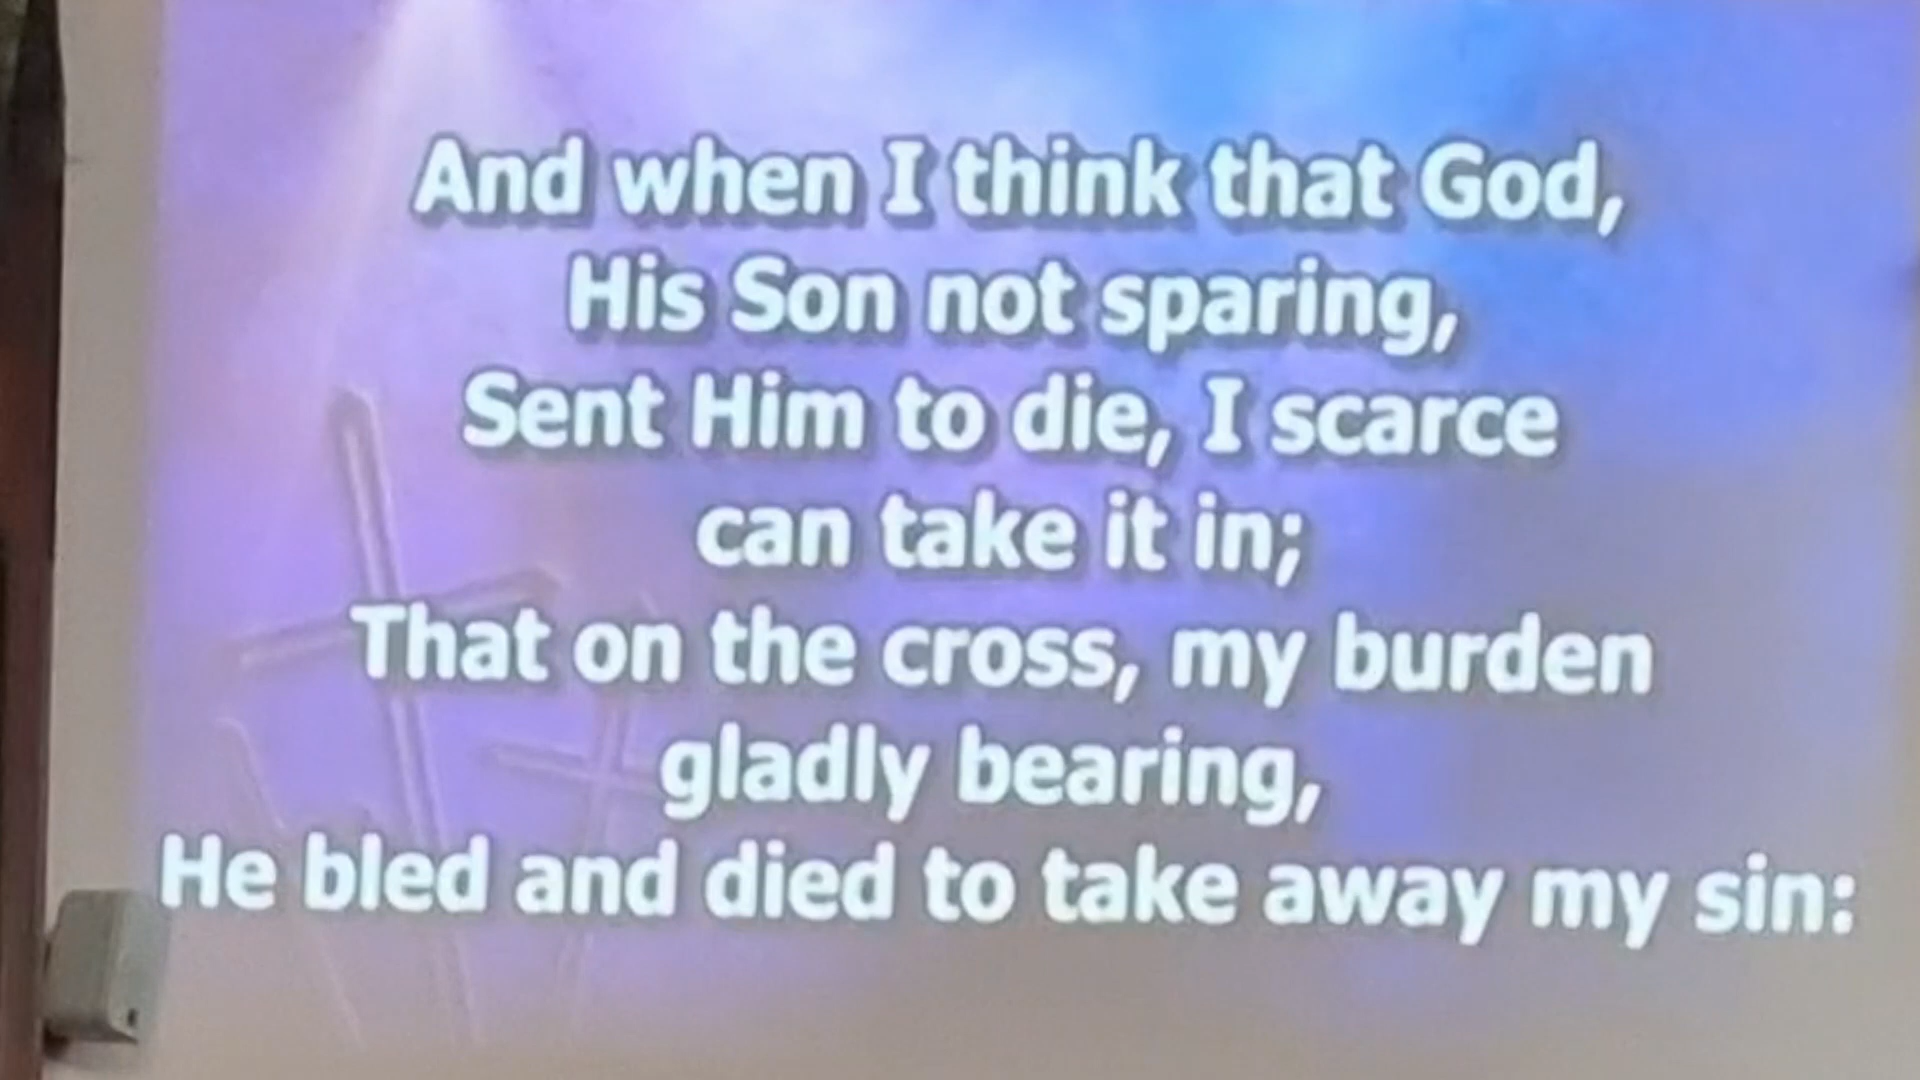 And when I think that God,
His Son not sparing,
Sent Him to die, I scarce
can take it in;
That on the cross, my burden
gladly bearing,
He bled and died to take away my sin: